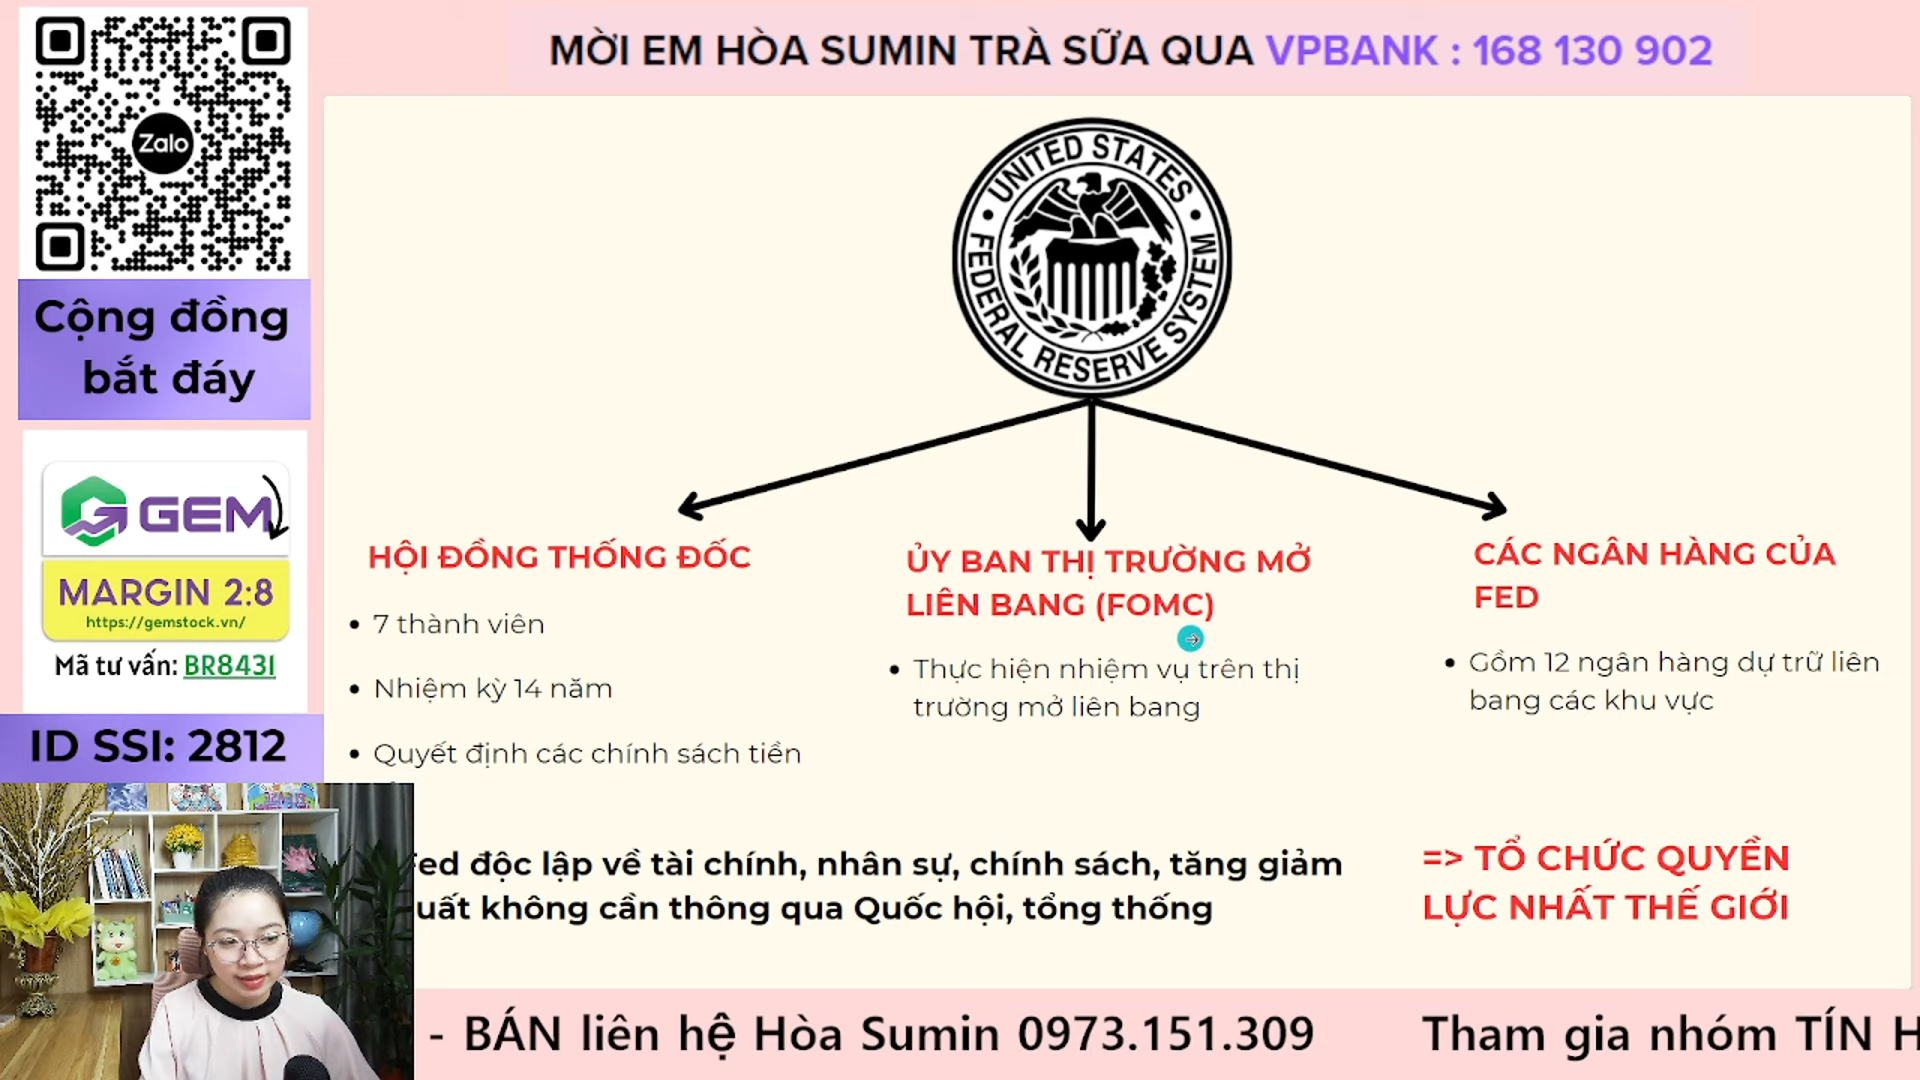 MỜI EM HÒA SUMIN TRÀ SỮA QUA VPBANK : 168 130 902
Zalo
Cộng đồng
bắt đáy
GEM
MARGIN 2:8
https://gemstock.vn/
Mã tư vấn: BR843I
ID SSI: 2812
UNITED STATES
FEDERAL RESERVE SYSTEM
HỘI ĐỒNG THỐNG ĐỐC
• 7 thành viên
• Nhiệm kỳ 14 năm
• Quyết định các chính sách tiền
ỦY BAN THỊ TRƯỜNG MỞ
LIÊN BANG (FOMC)
• Thực hiện nhiệm vụ trên thị
trường mở liên bang
CÁC NGÂN HÀNG CỦA
FED
• Gồm 12 ngân hàng dự trữ liên
bang các khu vực
Fed độc lập về tài chính, nhân sự, chính sách, tăng giảm
uất không cần thông qua Quốc hội, tổng thống
=> TỔ CHỨC QUYỀN
LỰC NHẤT THẾ GIỚI
- BÁN liên hệ Hòa Sumin 0973.151.309
Tham gia nhóm TÍN H